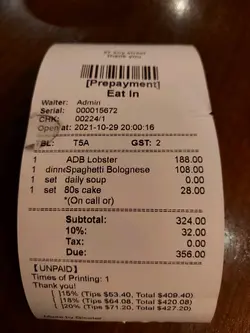 Thank you
[Prepayment]
Eat In
Waiter: Admin
Serial: 000015672
CHK: 00224/1
Open at: 2021-10-29 20:00:16
BL: T5A GST: 2
1 ADB Lobster 188.00
1 dinneSpaghetti Bolognese 108.00
1 set daily soup 0.00
1 set 80s cake 28.00
*(On call or)
Subtotal: 324.00
10%: 32.00
Tax: 0.00
Due: 356.00
【UNPAID】
Times of Printing: 1
Thank you!
15% (Tips $53.40, Total $409.40)
18% (Tips $64.08, Total $420.08)
20% (Tips $71.20, Total $427.20)